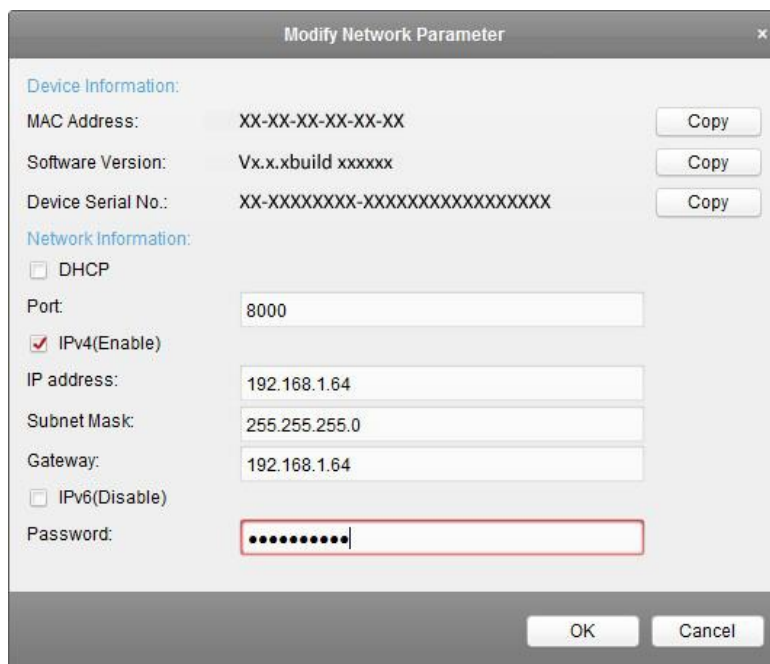 Modify Network Parameter ×
Device Information:
MAC Address: XX-XX-XX-XX-XX-XX Copy
Software Version: Vx.x.xbuild xxxxxx Copy
Device Serial No.: XX-XXXXXXXX-XXXXXXXXXXXXXXXXX Copy
Network Information:
DHCP
Port: 8000
IPv4(Enable)
IP address: 192.168.1.64
Subnet Mask: 255.255.255.0
Gateway: 192.168.1.64
IPv6(Disable)
Password: ●●●●●●●●●●
OK Cancel